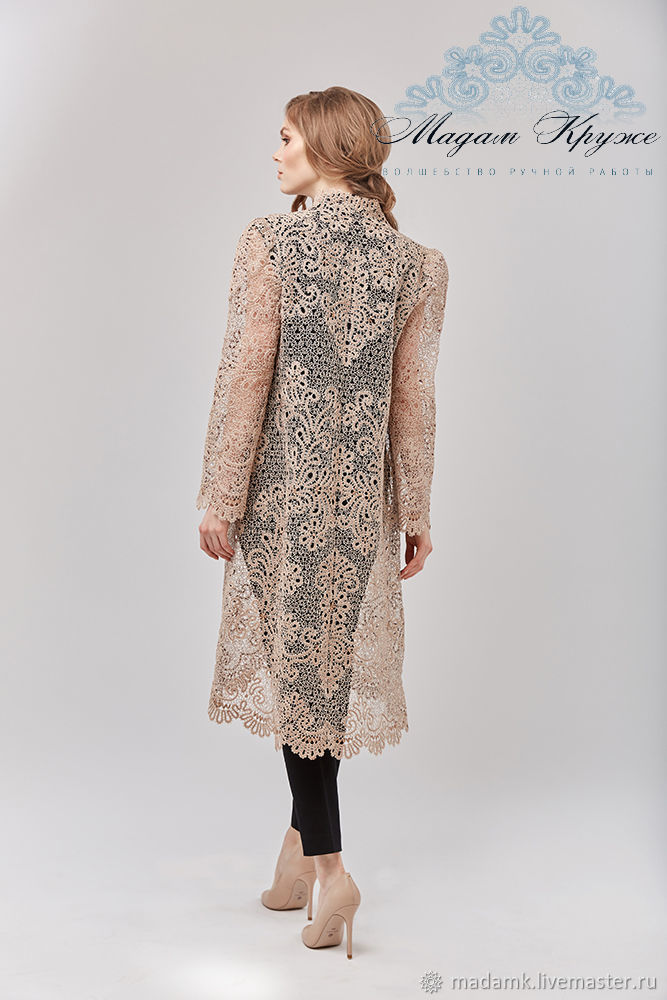 Мадам Круже
ВОЛШЕБСТВО РУЧНОЙ РАБОТЫ
madamk.livemaster.ru